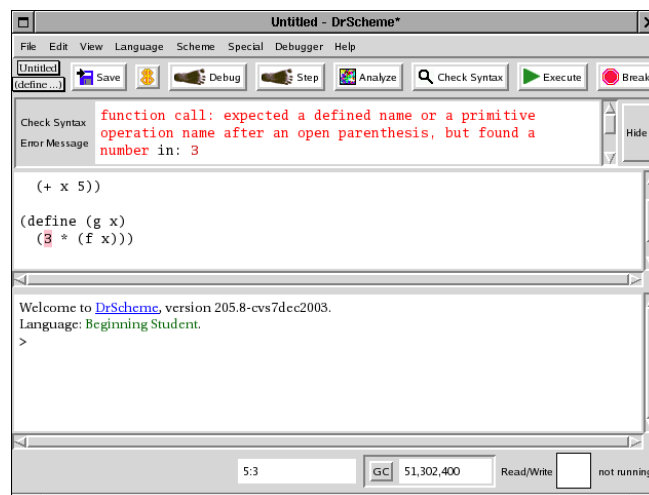 Untitled - DrScheme*
File Edit View Language Scheme Special Debugger Help
Untitled
(define ...)
Save Debug Step Analyze Check Syntax Execute Break
Check Syntax
Error Message
function call: expected a defined name or a primitive
operation name after an open parenthesis, but found a
number in: 3
Hide
(+ x 5))
(define (g x)
(3 * (f x)))
Welcome to DrScheme, version 205.8-cvs7dec2003.
Language: Beginning Student.
>
5:3 GC 51,302,400 Read/Write not running